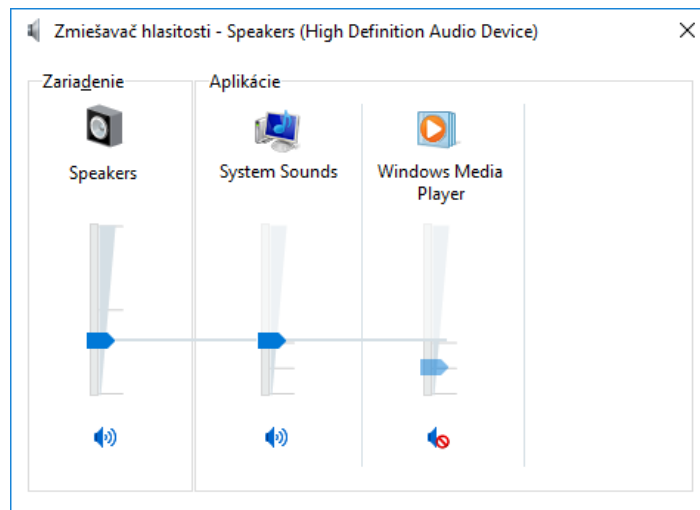 Zmiešavač hlasitosti - Speakers (High Definition Audio Device)
Zariadenie
Aplikácie
Speakers
System Sounds
Windows Media
Player